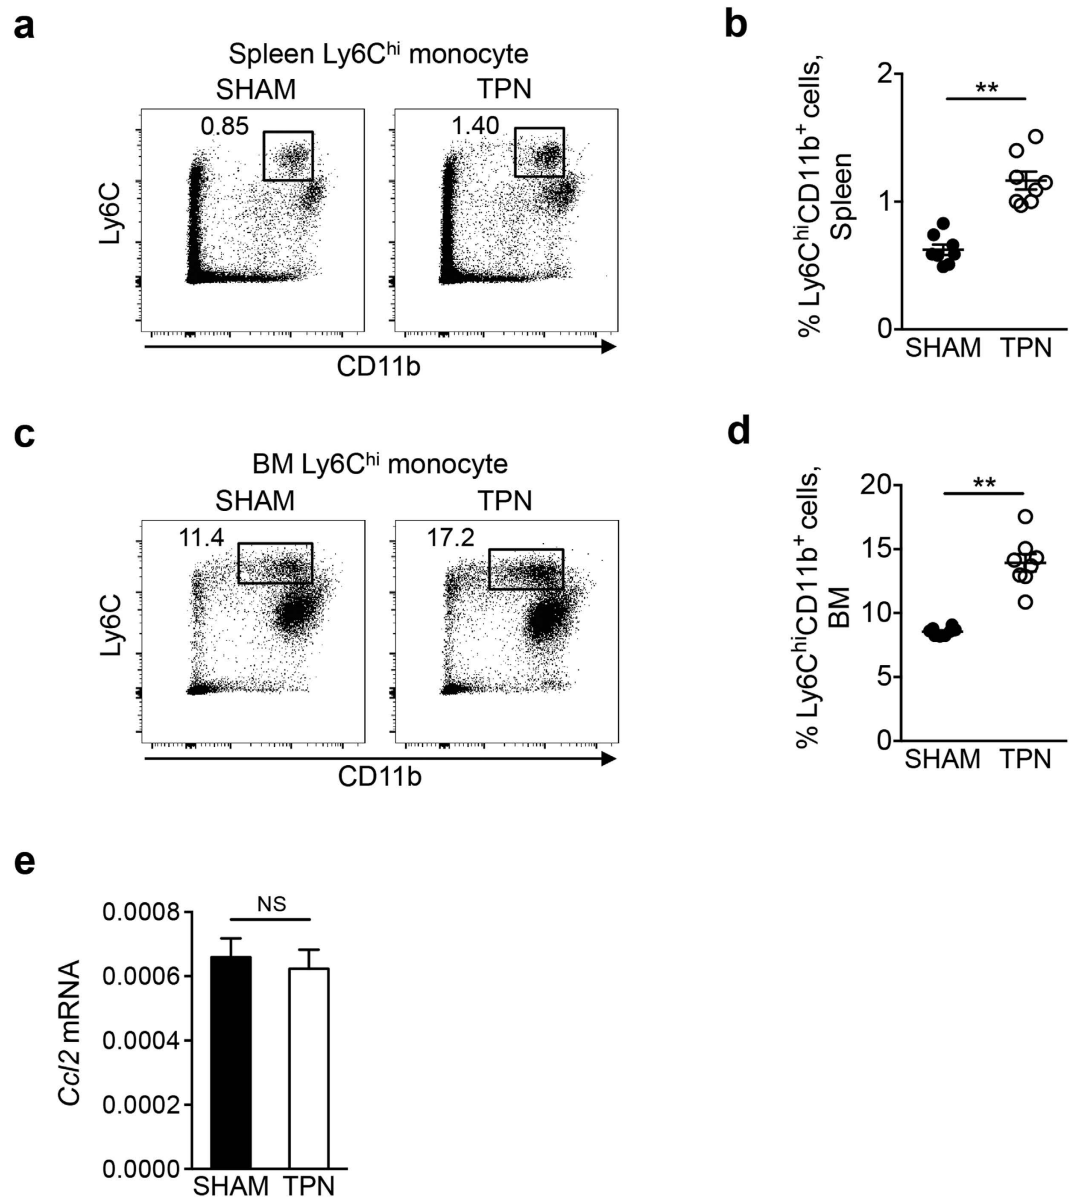 a
Spleen Ly6Chi monocyte
SHAM TPN
0.85 1.40
Ly6C
CD11b
b
% Ly6ChiCD11b+ cells,
Spleen
2
**
1
0
SHAM TPN
c
BM Ly6Chi monocyte
SHAM TPN
11.4 17.2
Ly6C
CD11b
d
% Ly6ChiCD11b+ cells,
BM
20
**
15
10
5
0
SHAM TPN
e
Ccl2 mRNA
NS
0.0008
0.0006
0.0004
0.0002
0.0000
SHAM TPN